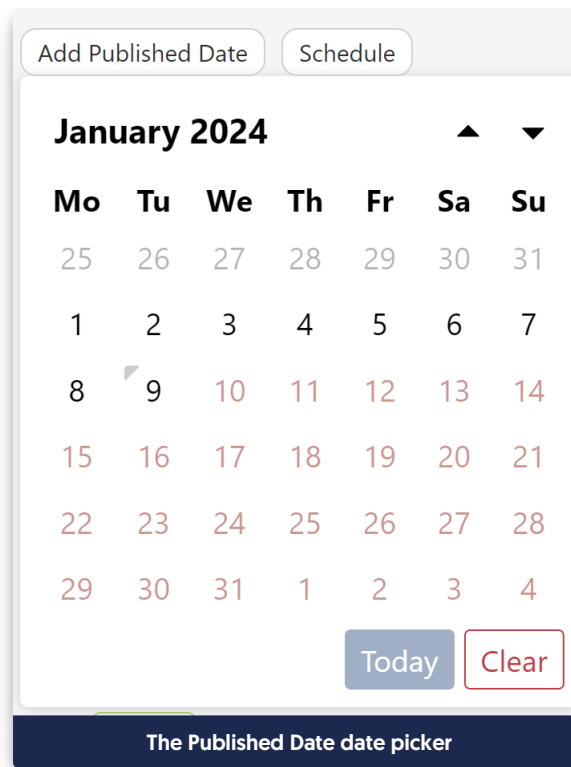 Add Published Date Schedule
January 2024
Mo Tu We Th Fr Sa Su
25 26 27 28 29 30 31
1 2 3 4 5 6 7
8 9 10 11 12 13 14
15 16 17 18 19 20 21
22 23 24 25 26 27 28
29 30 31 1 2 3 4
Today Clear
The Published Date date picker